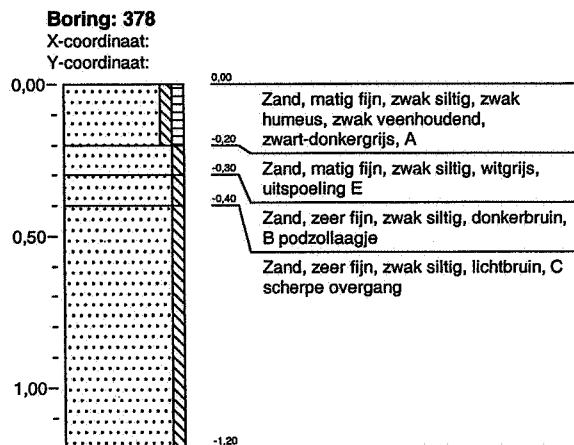 Boring: 378
X-coordinaat:
Y-coordinaat:
0,00
0,00
Zand, matig fijn, zwak siltig, zwak
humeus, zwak veenhoudend,
zwart-donkergrijs, A
-0,20
Zand, matig fijn, zwak siltig, witgrijs,
uitspoeling E
-0,30
-0,40
Zand, zeer fijn, zwak siltig, donkerbruin,
B podzollaagje
0,50
Zand, zeer fijn, zwak siltig, lichtbruin, C
scherpe overgang
1,00
-1,20